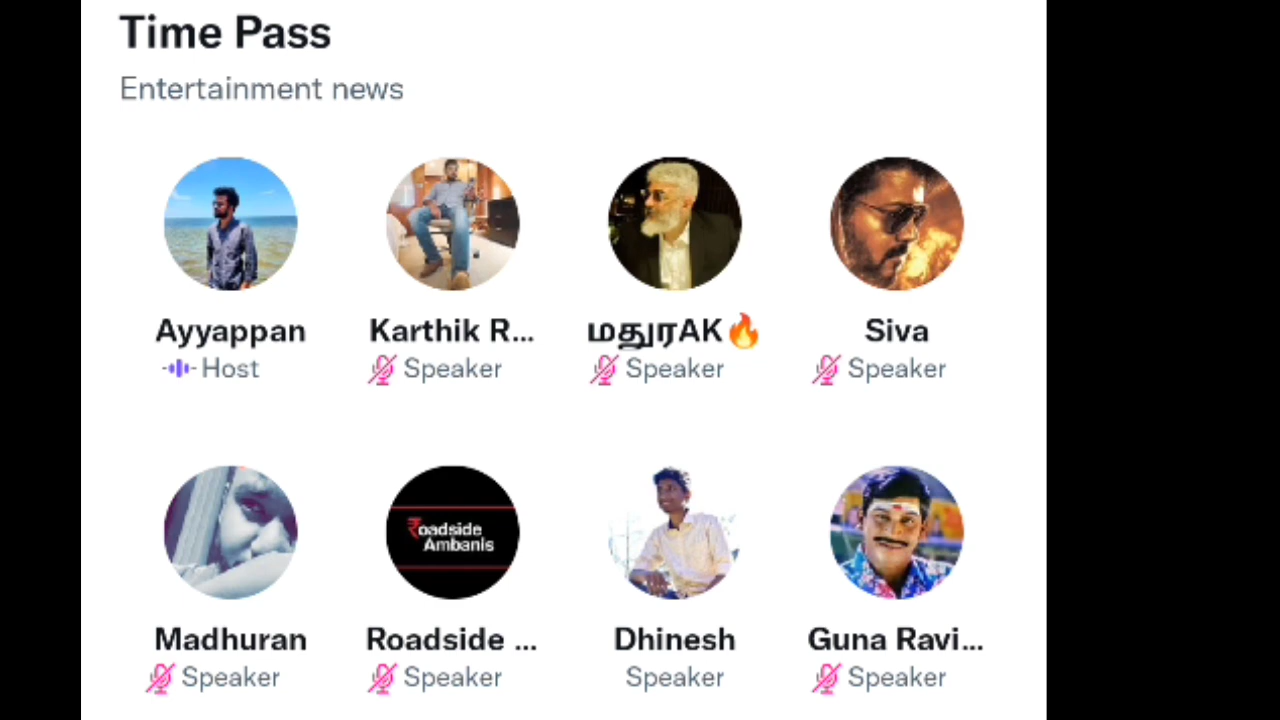 Time Pass
Entertainment news
Ayyappan
Host
Karthik R...
Speaker
மதுரAK🔥
Speaker
Siva
Speaker
Madhuran
Speaker
₹oadside
Ambanis
Roadside ...
Speaker
Dhinesh
Speaker
Guna Ravi...
Speaker